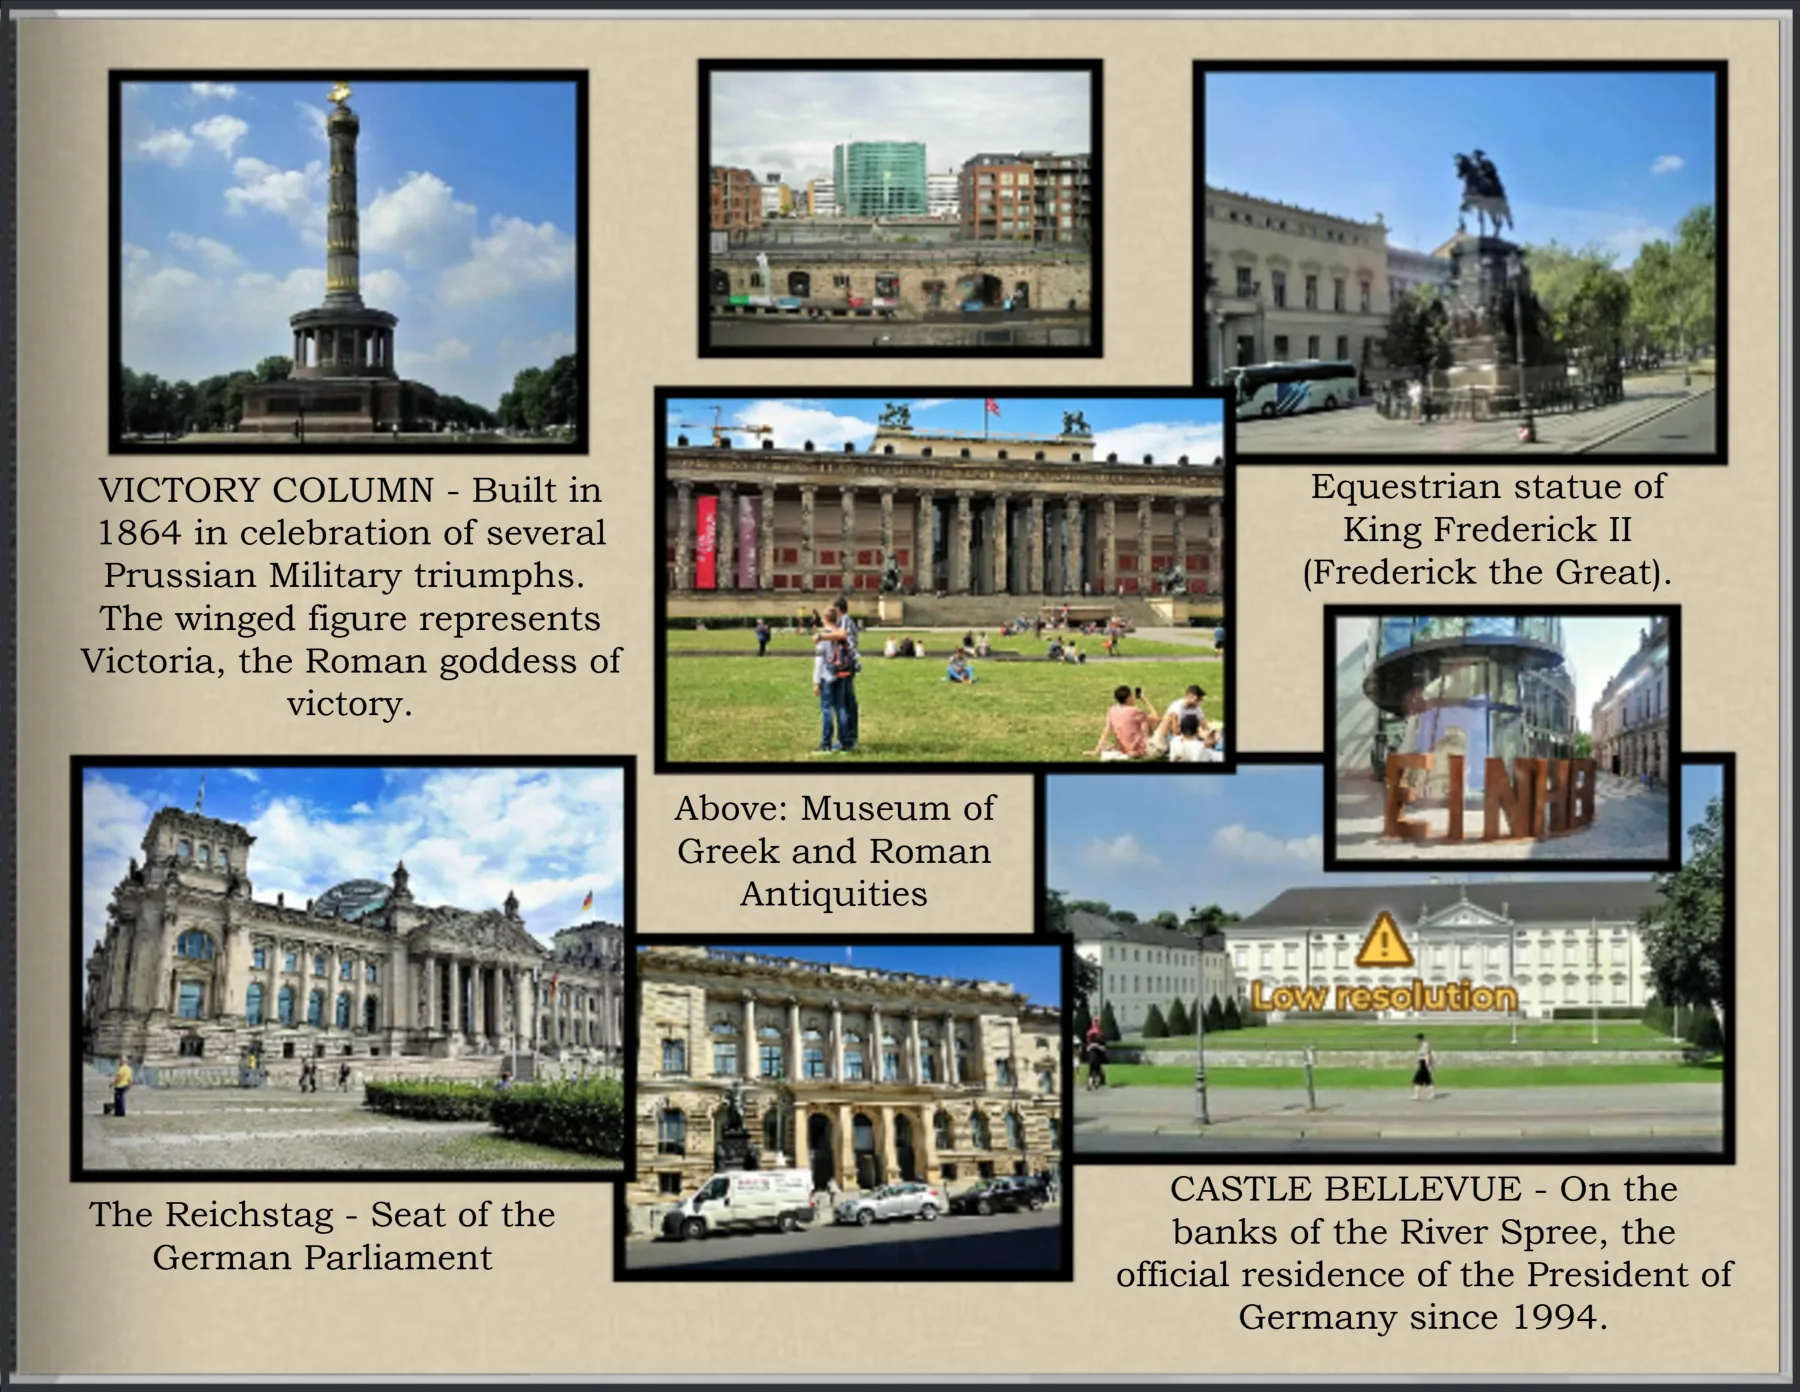 VICTORY COLUMN - Built in
1864 in celebration of several
Prussian Military triumphs.
The winged figure represents
Victoria, the Roman goddess of
victory.
Equestrian statue of
King Frederick II
(Frederick the Great).
EINHB
Above: Museum of
Greek and Roman
Antiquities
Low resolution
The Reichstag - Seat of the
German Parliament
CASTLE BELLEVUE - On the
banks of the River Spree, the
official residence of the President of
Germany since 1994.